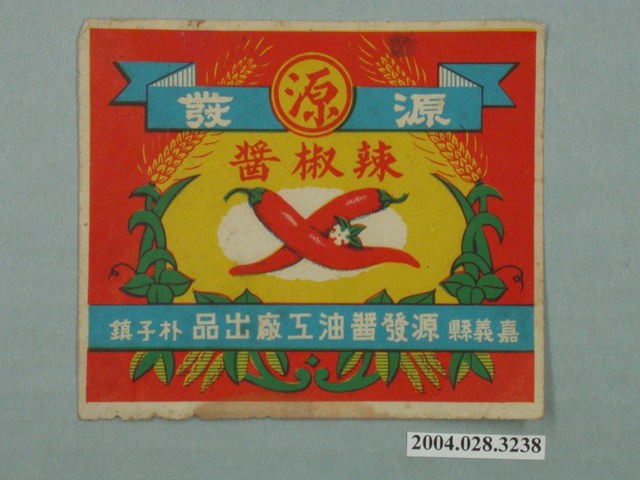 源
源發
辣椒醬
嘉義縣 源發醬油工廠出品 朴子鎮
2004.028.3238